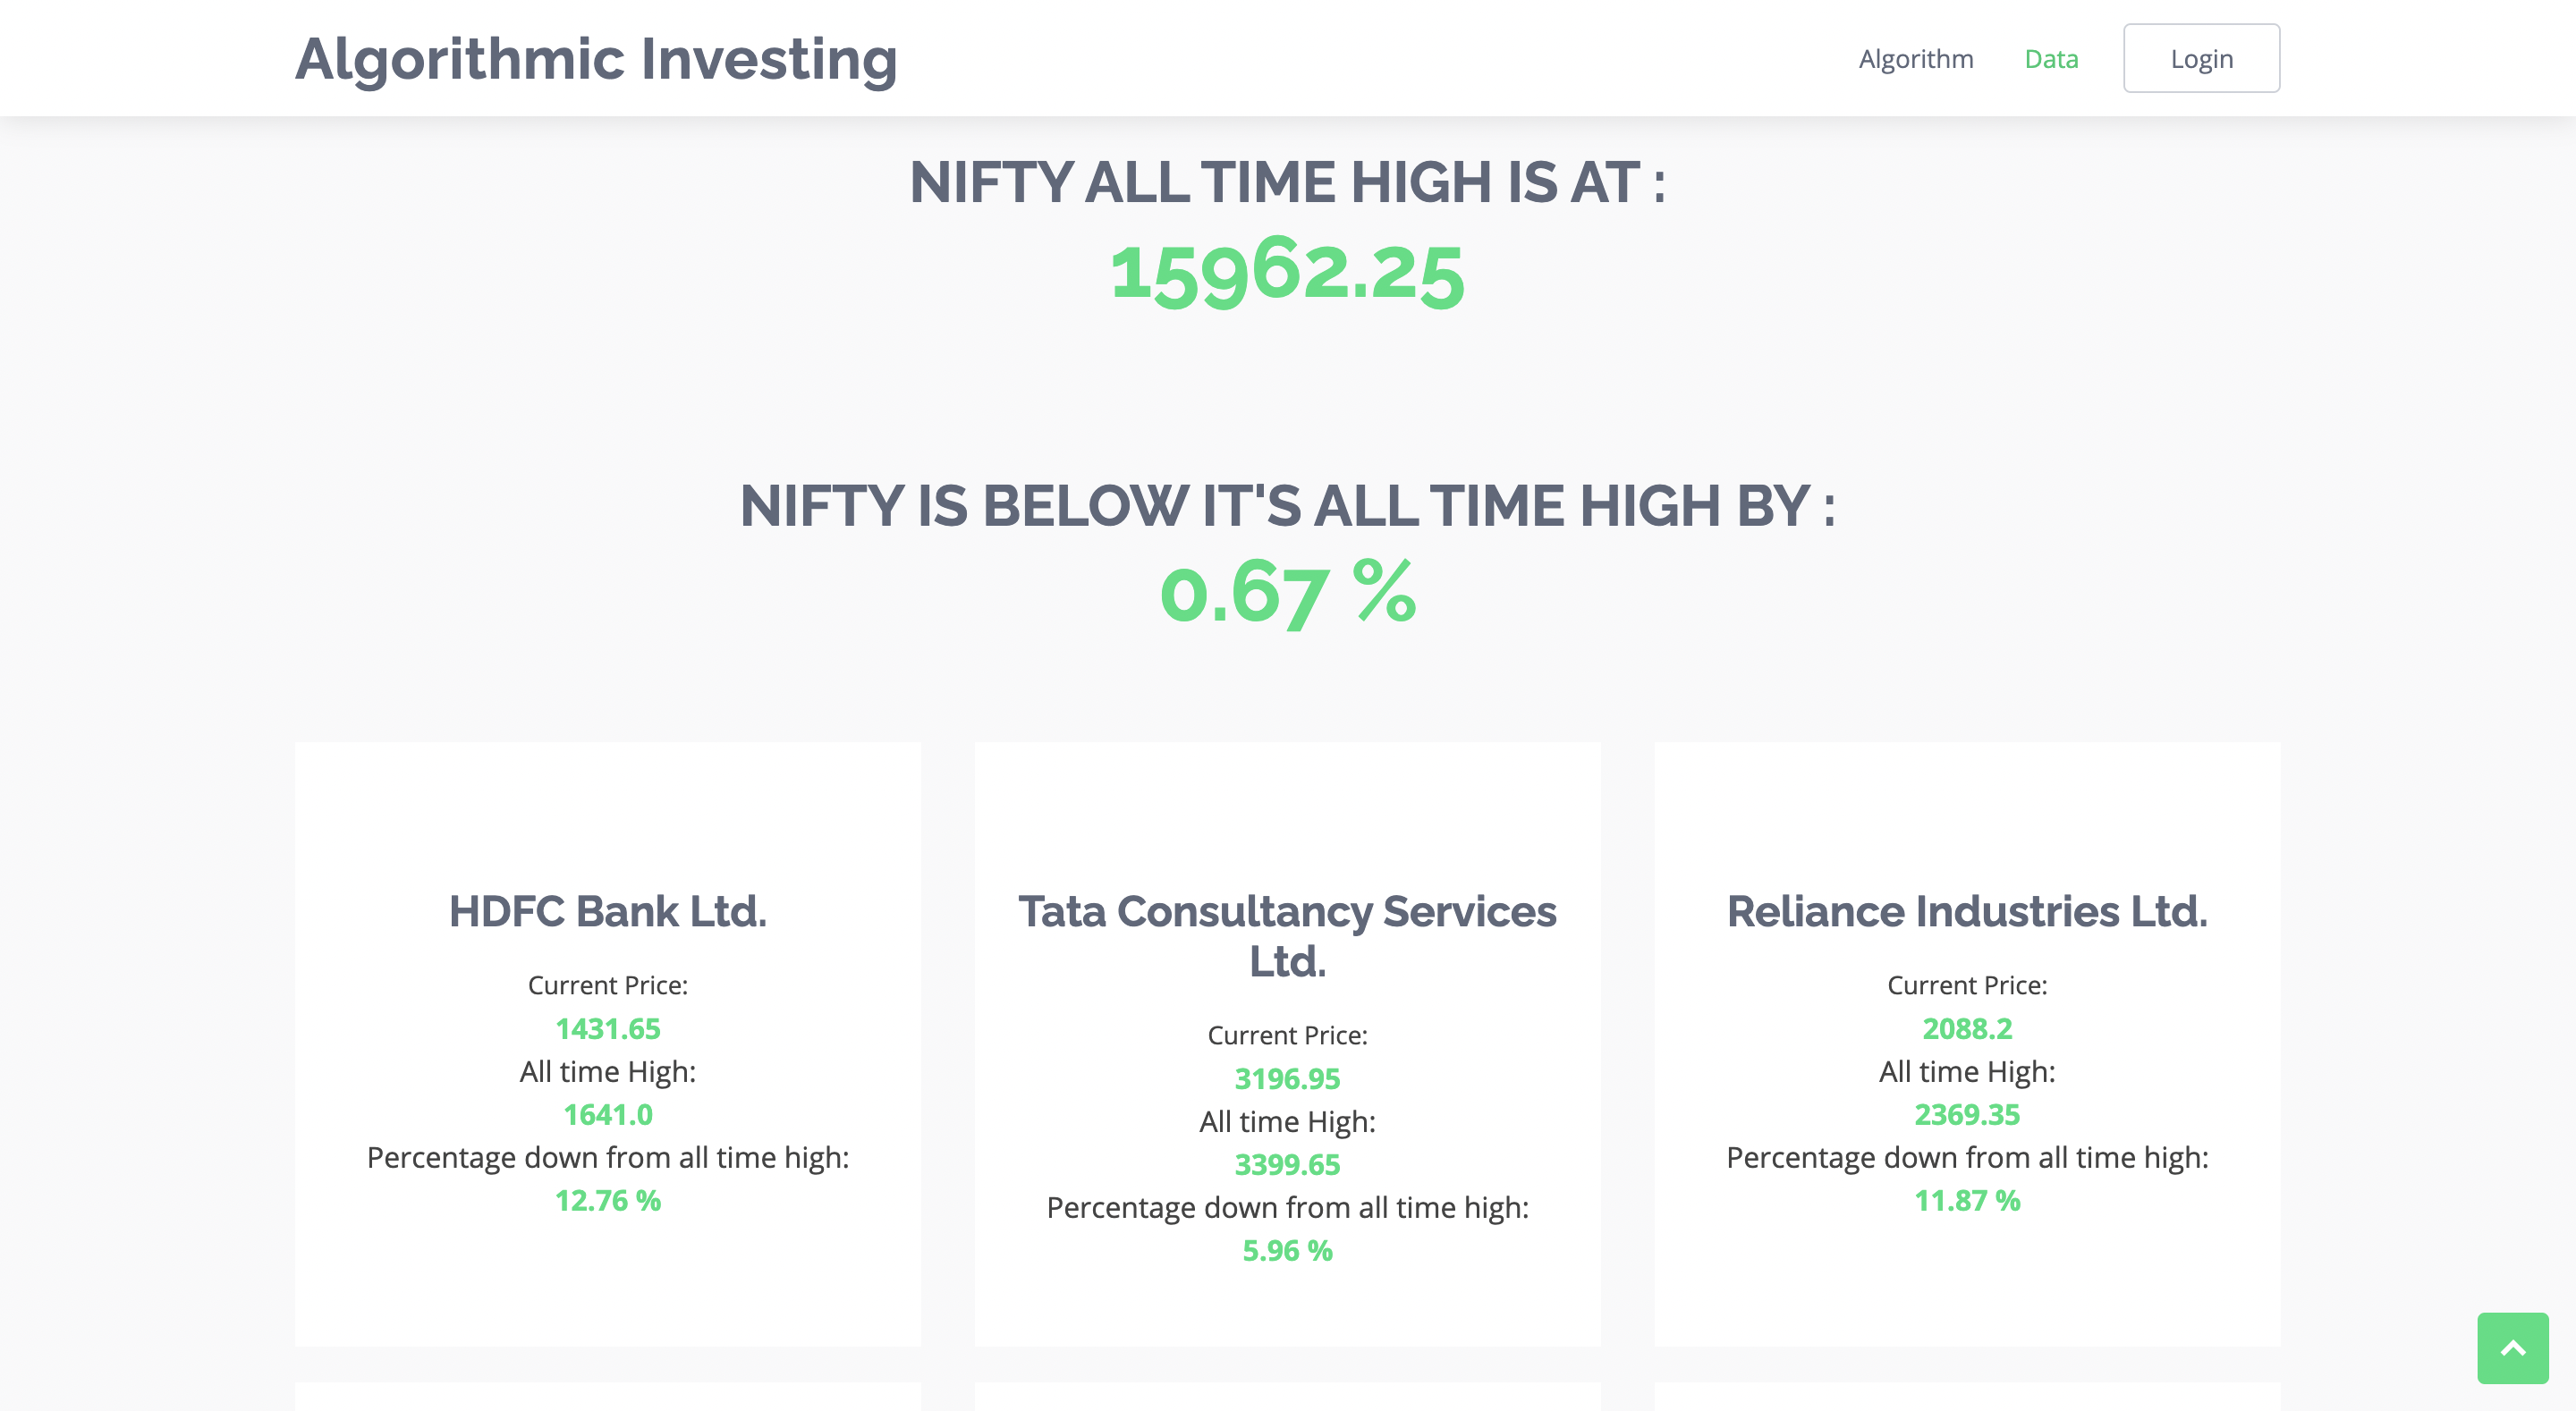 Algorithmic Investing
Algorithm
Data
Login
NIFTY ALL TIME HIGH IS AT :
15962.25
NIFTY IS BELOW IT'S ALL TIME HIGH BY :
0.67 %
HDFC Bank Ltd.
Current Price:
1431.65
All time High:
1641.0
Percentage down from all time high:
12.76 %
Tata Consultancy Services
Ltd.
Current Price:
3196.95
All time High:
3399.65
Percentage down from all time high:
5.96 %
Reliance Industries Ltd.
Current Price:
2088.2
All time High:
2369.35
Percentage down from all time high:
11.87 %